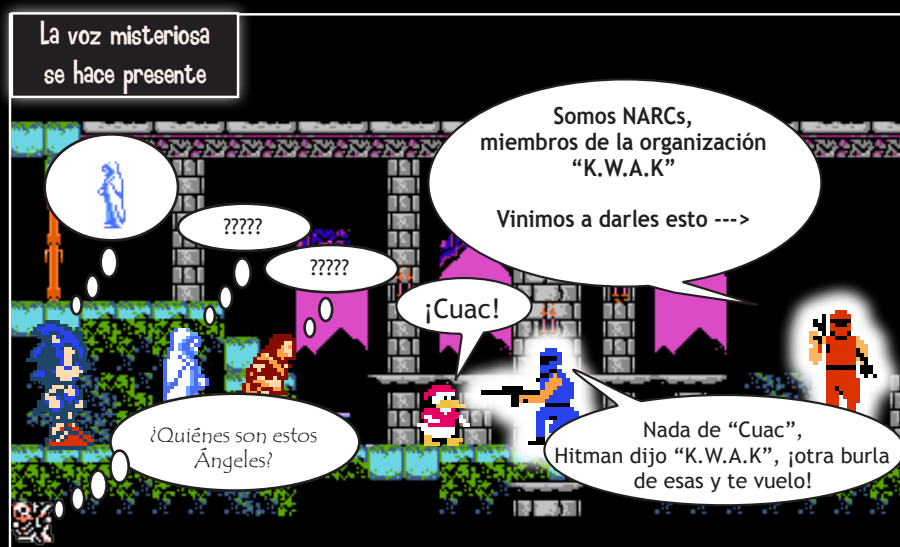 La voz misteriosa
se hace presente
Somos NARCs,
miembros de la organización
“K.W.A.K”
Vinimos a darles esto --->
?????
?????
¡Cuac!
¿Quiénes son estos
Ángeles?
Nada de “Cuac”,
Hitman dijo “K.W.A.K”, ¡otra burla
de esas y te vuelo!